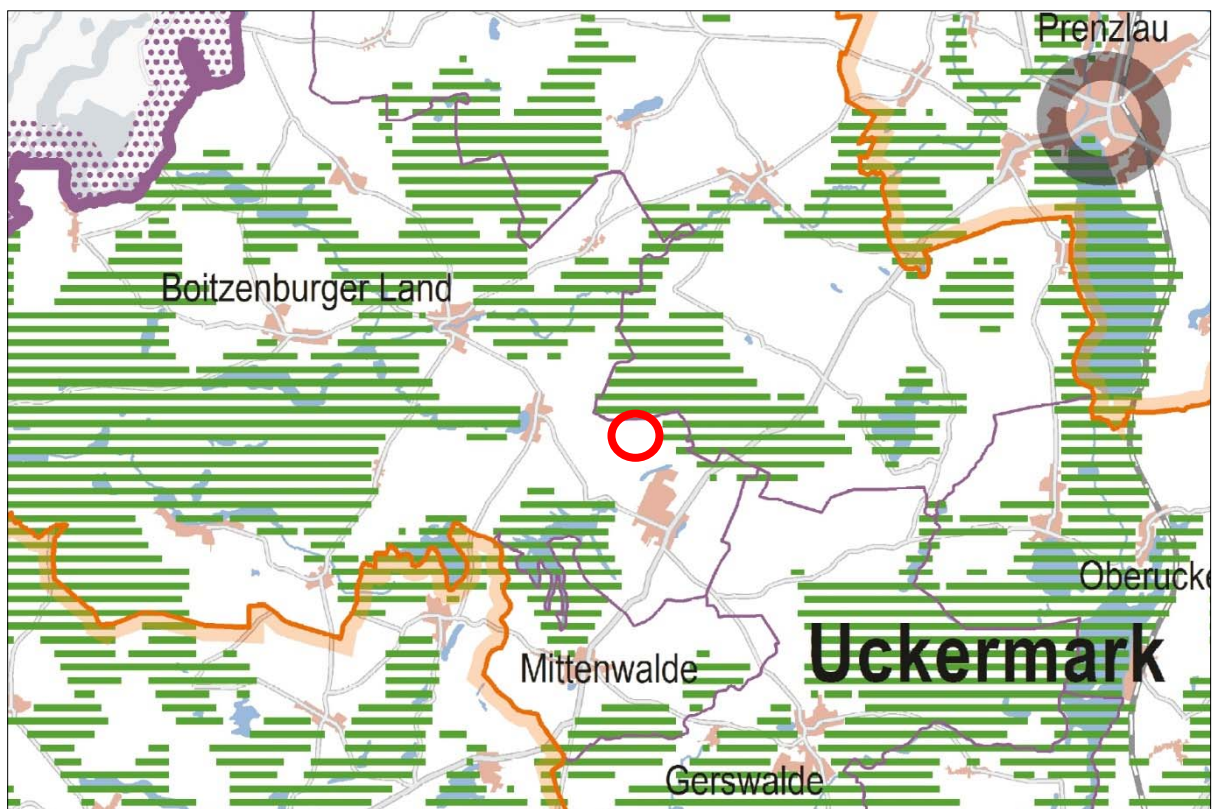 Prenzlau
Boitzenburger Land
Oberucke
Uckermark
Mittenwalde
Gerswalde